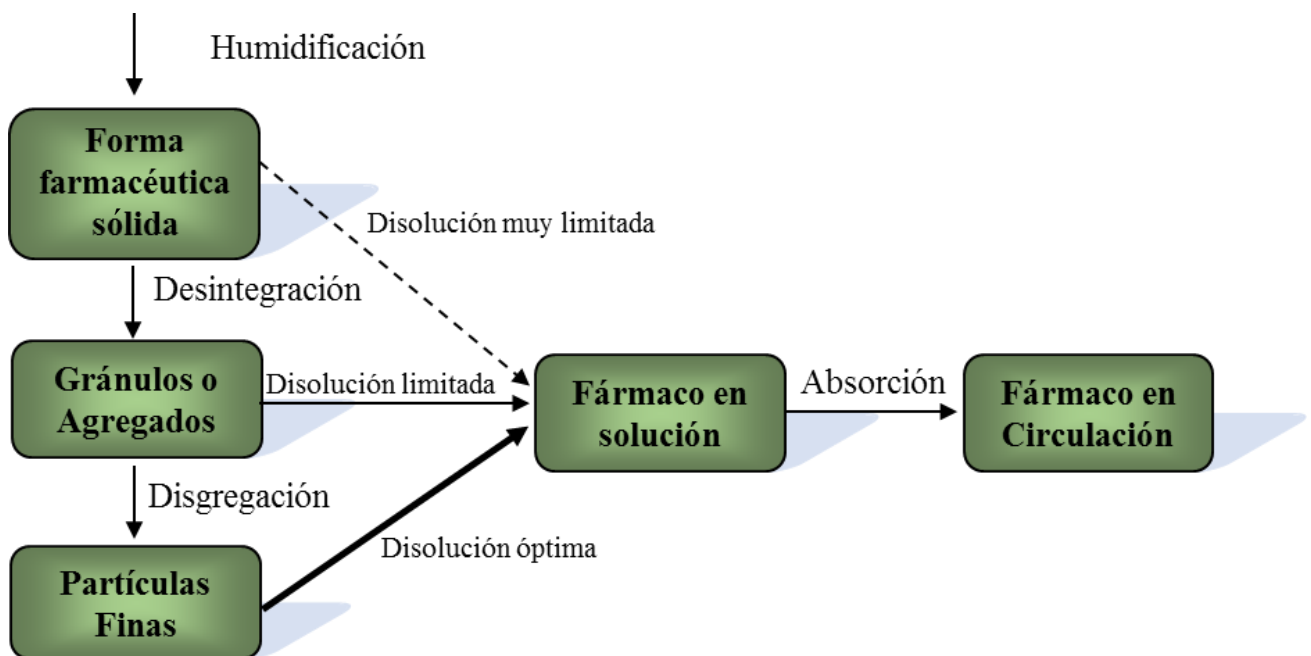 Humidificación
Forma
farmacéutica
sólida
Disolución muy limitada
Desintegración
Gránulos o
Agregados
Disolución limitada
Fármaco en
solución
Absorción
Fármaco en
Circulación
Disgregación
Disolución óptima
Partículas
Finas